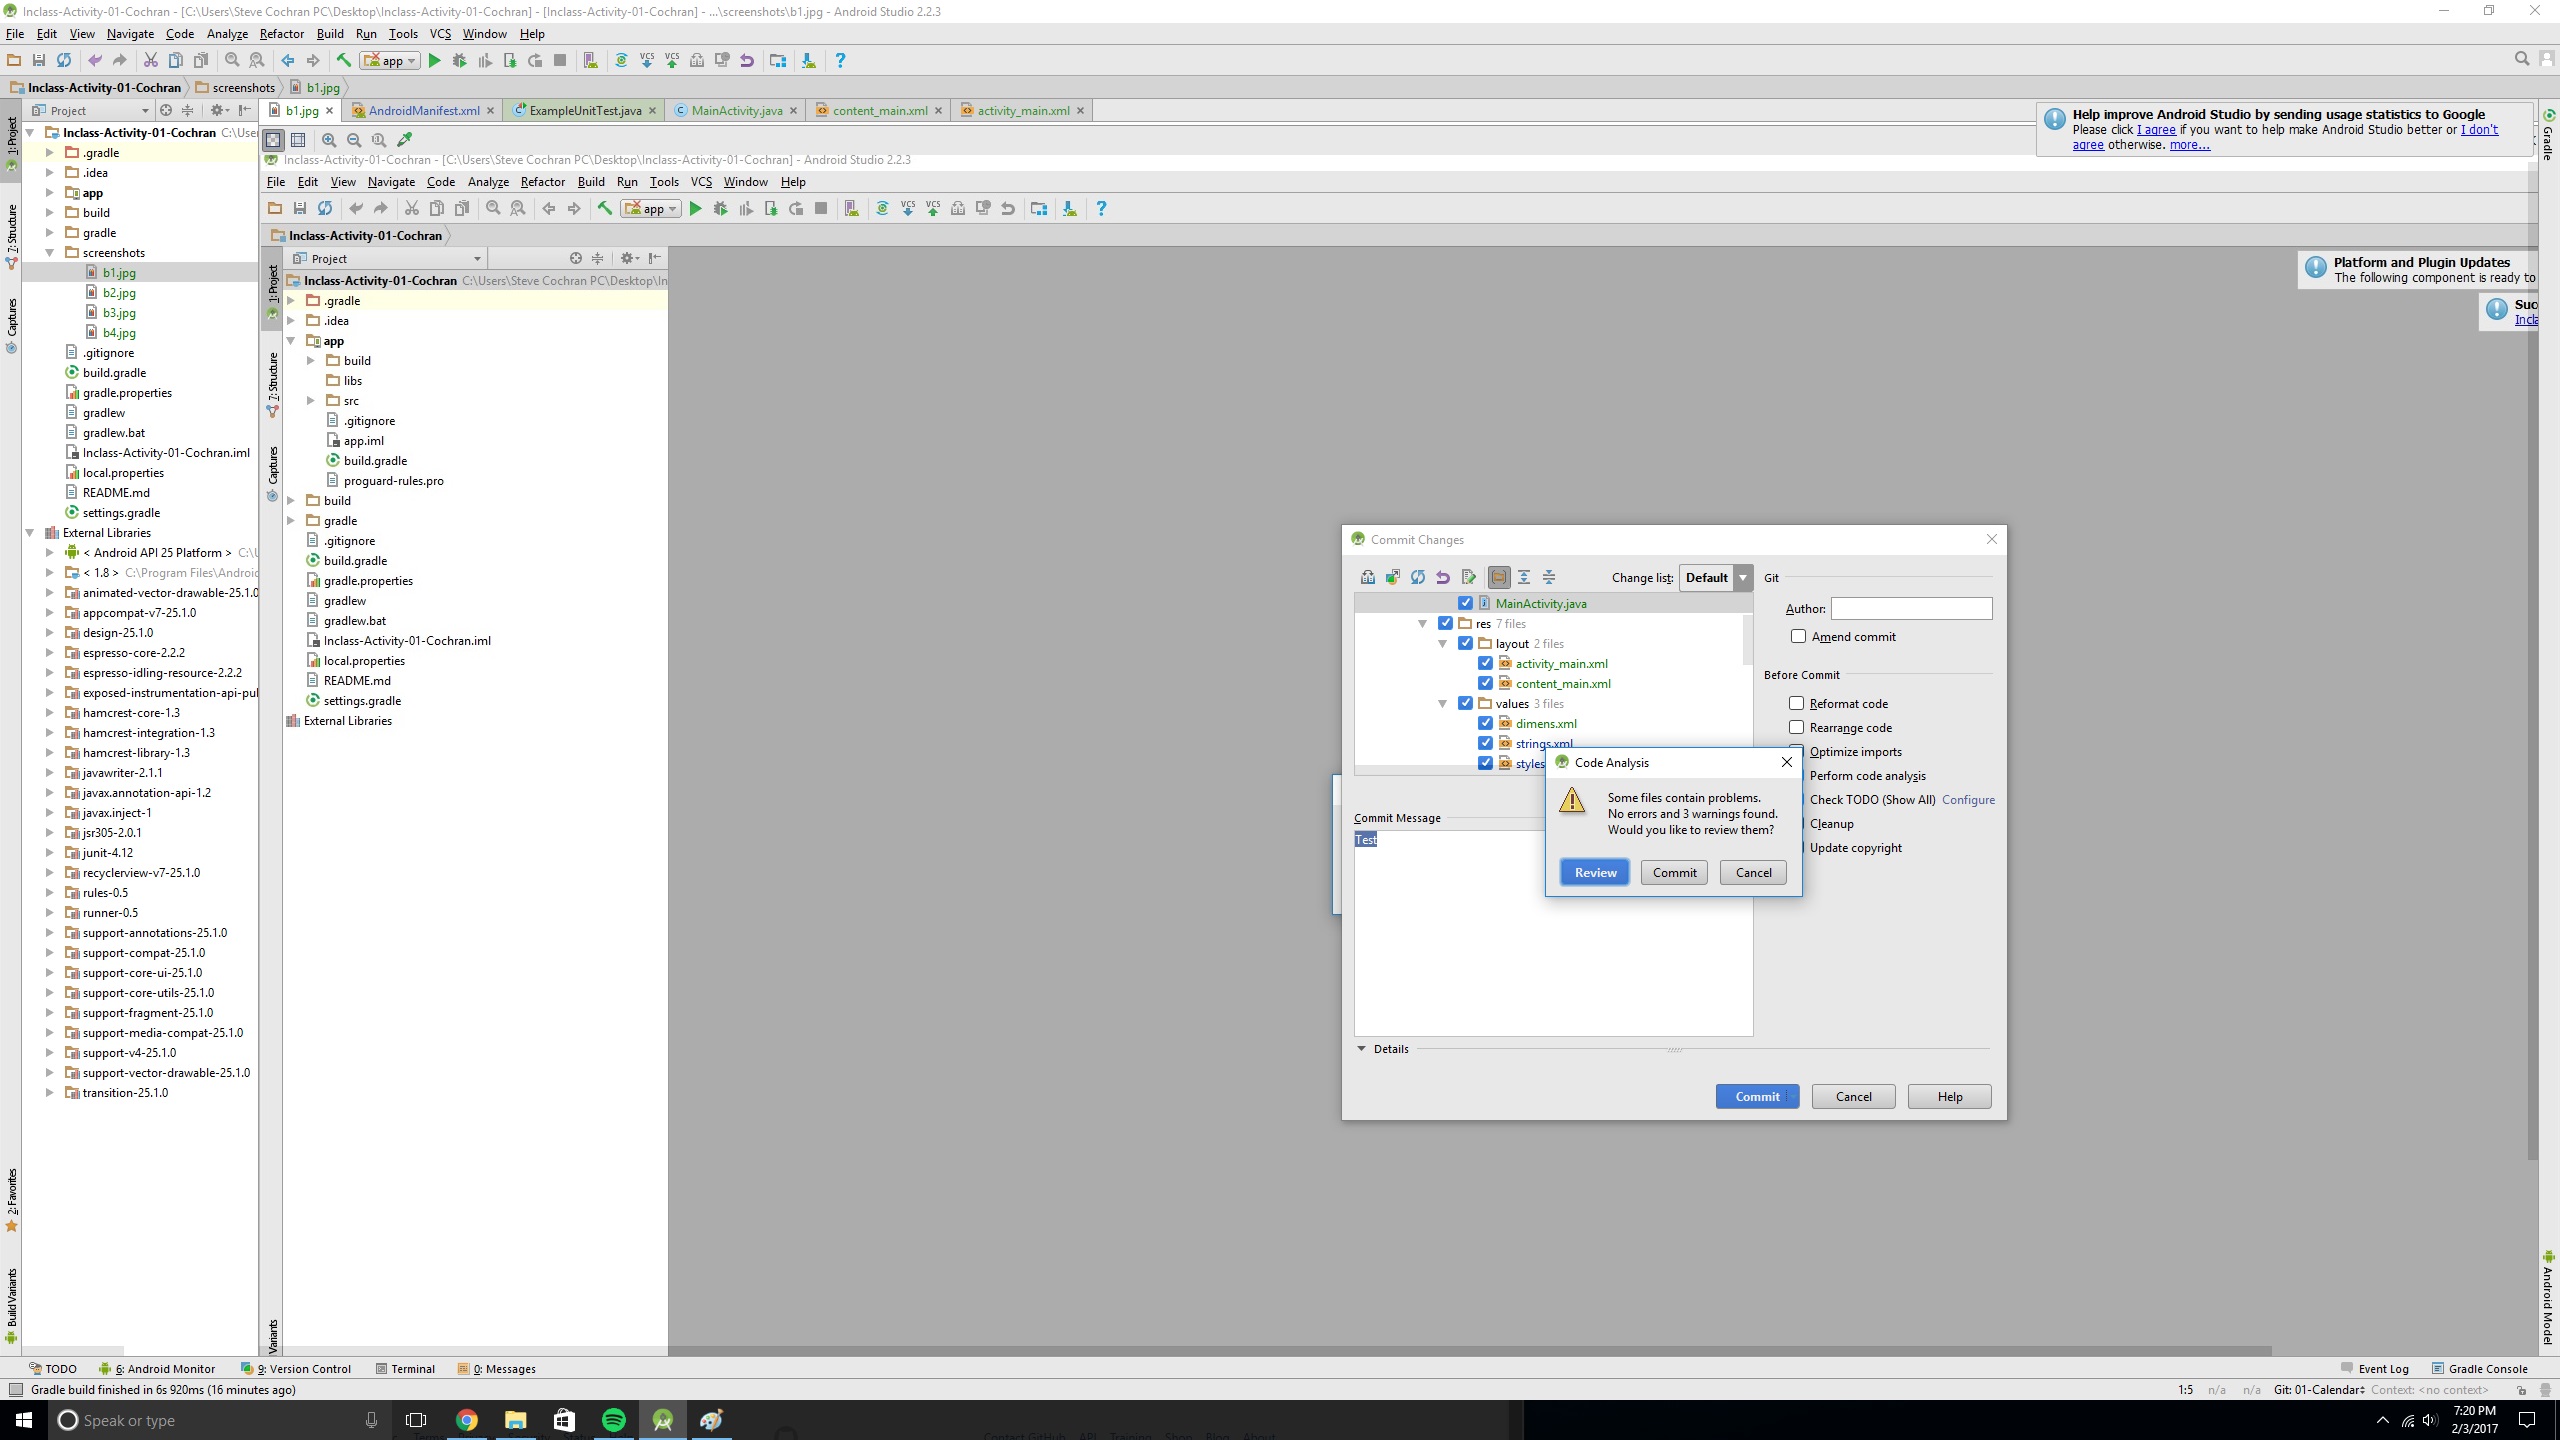 Inclass-Activity-01-Cochran - [C:\Users\Steve Cochran PC\Desktop\Inclass-Activity-01-Cochran] - [Inclass-Activity-01-Cochran] - ...\screenshots\b1.jpg - Android Studio 2.2.3
File Edit View Navigate Code Analyze Refactor Build Run Tools VCS Window Help
app
VCS VCS
Inclass-Activity-01-Cochran screenshots b1.jpg
Project
b1.jpg AndroidManifest.xml ExampleUnitTest.java MainActivity.java content_main.xml activity_main.xml
Help improve Android Studio by sending usage statistics to Google
Please click I agree if you want to help make Android Studio better or I don't
agree otherwise. more...
1: Project
7: Structure
Captures
2: Favorites
Build Variants
Gradle
Android Model
Inclass-Activity-01-Cochran C:\Use
.gradle
.idea
app
build
gradle
screenshots
b1.jpg
b2.jpg
b3.jpg
b4.jpg
.gitignore
build.gradle
gradle.properties
gradlew
gradlew.bat
Inclass-Activity-01-Cochran.iml
local.properties
README.md
settings.gradle
External Libraries
< Android API 25 Platform > C:\U
< 1.8 > C:\Program Files\Android
animated-vector-drawable-25.1.0
appcompat-v7-25.1.0
design-25.1.0
espresso-core-2.2.2
espresso-idling-resource-2.2.2
exposed-instrumentation-api-pul
hamcrest-core-1.3
hamcrest-integration-1.3
hamcrest-library-1.3
javawriter-2.1.1
javax.annotation-api-1.2
javax.inject-1
jsr305-2.0.1
junit-4.12
recyclerview-v7-25.1.0
rules-0.5
runner-0.5
support-annotations-25.1.0
support-compat-25.1.0
support-core-ui-25.1.0
support-core-utils-25.1.0
support-fragment-25.1.0
support-media-compat-25.1.0
support-v4-25.1.0
support-vector-drawable-25.1.0
transition-25.1.0
Inclass-Activity-01-Cochran - [C:\Users\Steve Cochran PC\Desktop\Inclass-Activity-01-Cochran] - Android Studio 2.2.3
File Edit View Navigate Code Analyze Refactor Build Run Tools VCS Window Help
app
VCS VCS
Inclass-Activity-01-Cochran
Project
1: Project
7: Structure
Captures
Variants
Inclass-Activity-01-Cochran C:\Users\Steve Cochran PC\Desktop\In
.gradle
.idea
app
build
libs
src
.gitignore
app.iml
build.gradle
proguard-rules.pro
build
gradle
.gitignore
build.gradle
gradle.properties
gradlew
gradlew.bat
Inclass-Activity-01-Cochran.iml
local.properties
README.md
settings.gradle
External Libraries
Platform and Plugin Updates
The following component is ready to
Suc
Incla
Commit Changes
Change list: Default
MainActivity.java
res 7 files
layout 2 files
activity_main.xml
content_main.xml
values 3 files
dimens.xml
strings.xml
styles
Commit Message
Test
Details
Git
Author:
Amend commit
Before Commit
Reformat code
Rearrange code
Optimize imports
Perform code analysis
Check TODO (Show All) Configure
Cleanup
Update copyright
Commit Cancel Help
Code Analysis
Some files contain problems.
No errors and 3 warnings found.
Would you like to review them?
Review Commit Cancel
TODO 6: Android Monitor 9: Version Control Terminal 0: Messages Event Log Gradle Console
Gradle build finished in 6s 920ms (16 minutes ago) 1:5 n/a n/a Git: 01-Calendar Context: <no context>
Speak or type
Contact GitHub API Training Shop Blog About
7:20 PM
2/3/2017